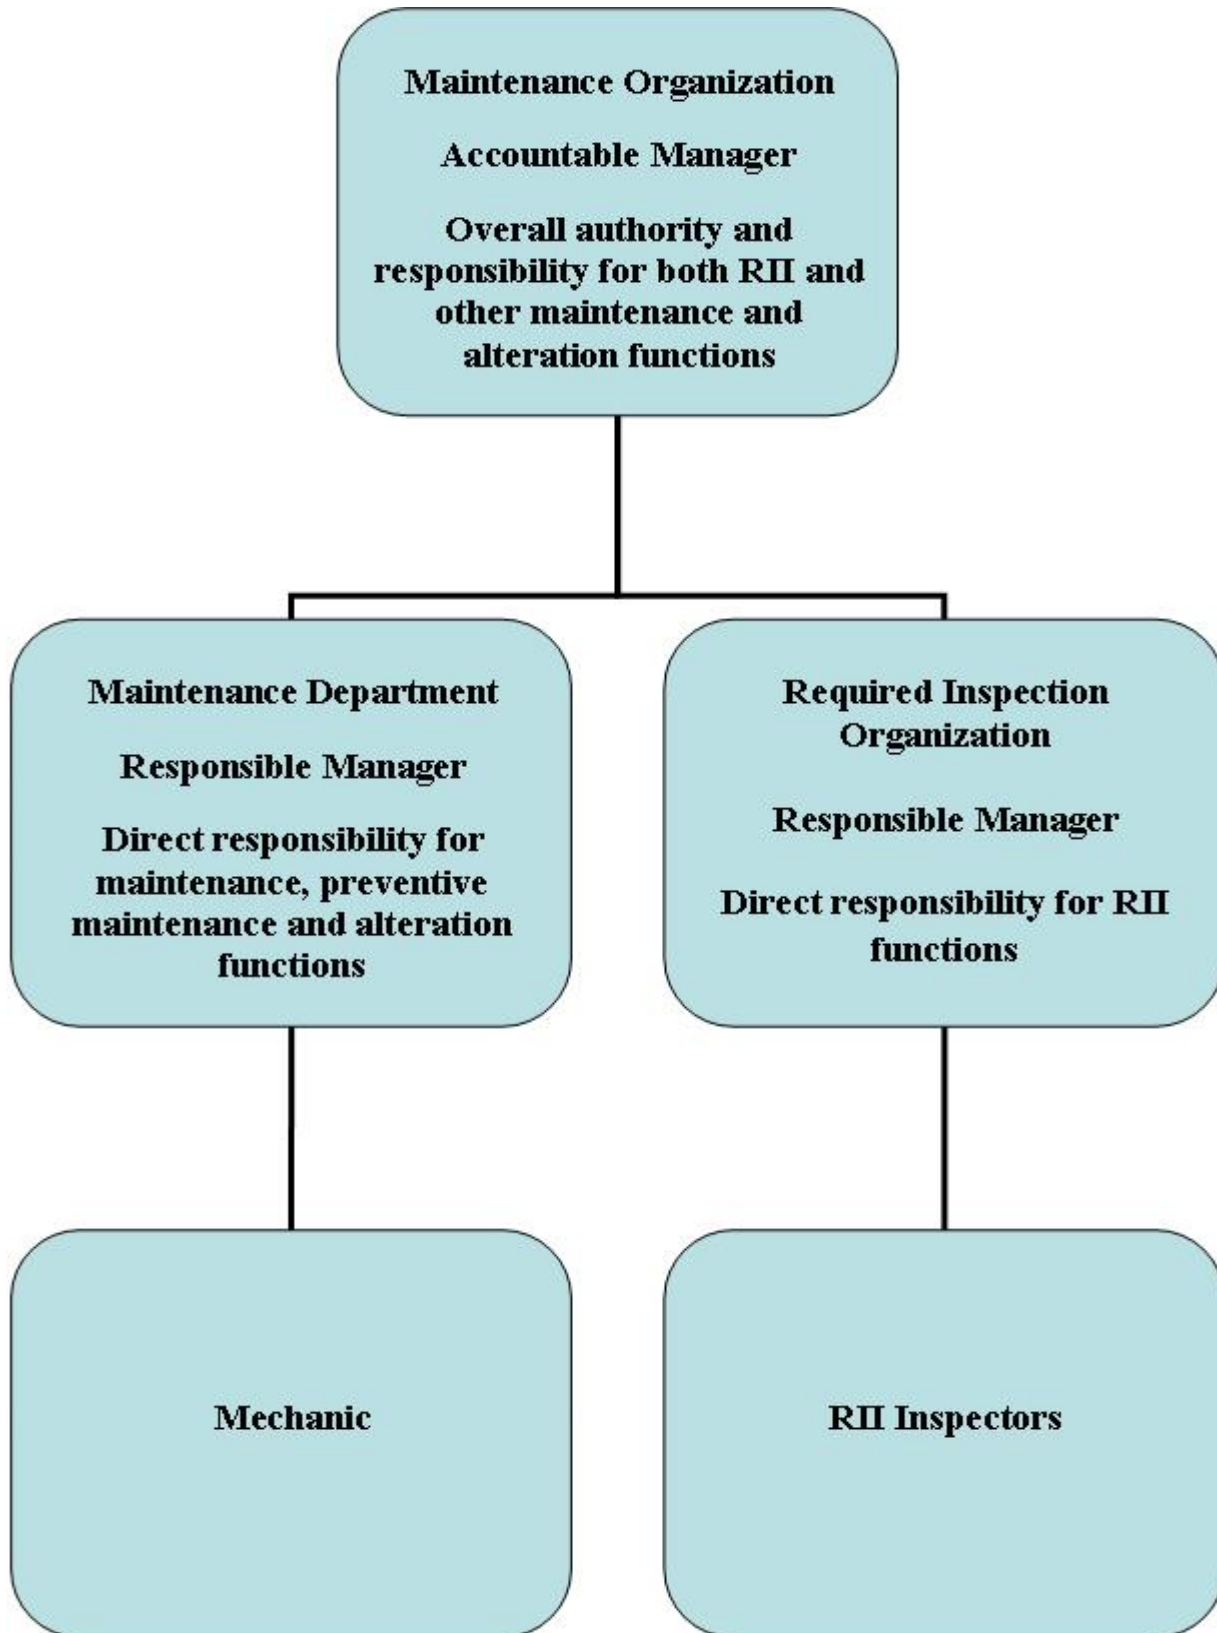 Maintenance Organization
Accountable Manager
Overall authority and
responsibility for both RII and
other maintenance and
alteration functions
Maintenance Department
Responsible Manager
Direct responsibility for
maintenance, preventive
maintenance and alteration
functions
Required Inspection
Organization
Responsible Manager
Direct responsibility for RII
functions
Mechanic
RII Inspectors